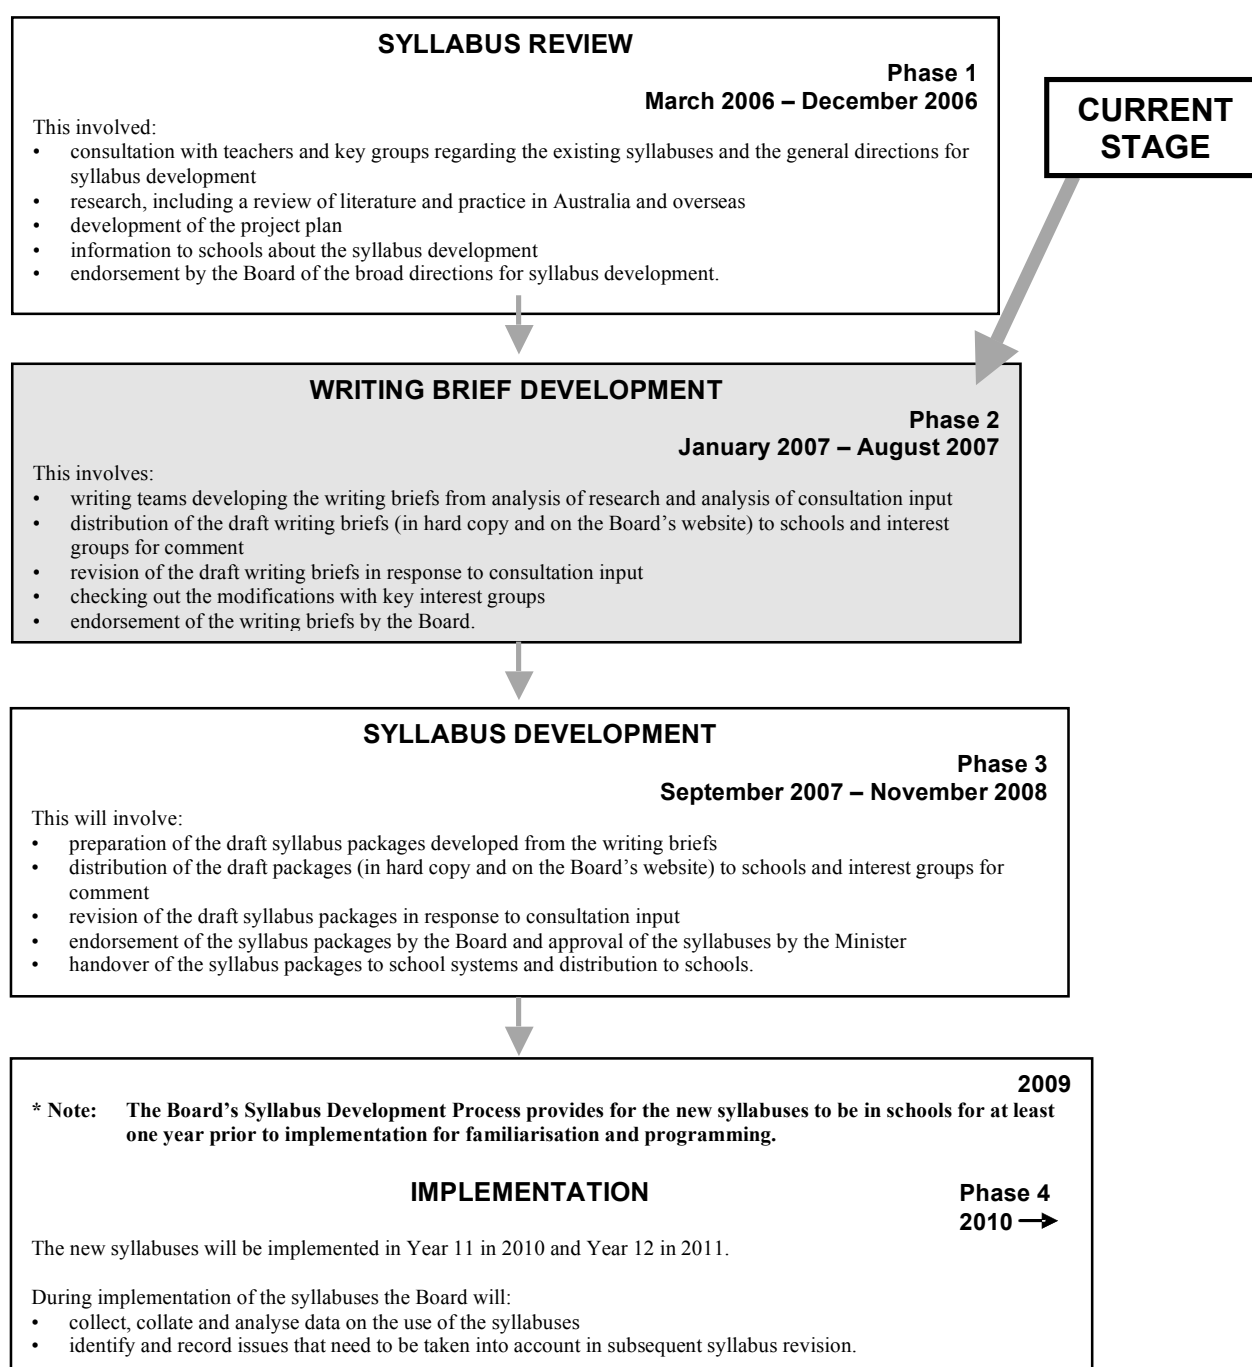 SYLLABUS REVIEW
Phase 1
March 2006 – December 2006
This involved:
• consultation with teachers and key groups regarding the existing syllabuses and the general directions for
syllabus development
• research, including a review of literature and practice in Australia and overseas
• development of the project plan
• information to schools about the syllabus development
• endorsement by the Board of the broad directions for syllabus development.
CURRENT
STAGE
WRITING BRIEF DEVELOPMENT
Phase 2
January 2007 – August 2007
This involves:
• writing teams developing the writing briefs from analysis of research and analysis of consultation input
• distribution of the draft writing briefs (in hard copy and on the Board’s website) to schools and interest
groups for comment
• revision of the draft writing briefs in response to consultation input
• checking out the modifications with key interest groups
• endorsement of the writing briefs by the Board.
SYLLABUS DEVELOPMENT
Phase 3
September 2007 – November 2008
This will involve:
• preparation of the draft syllabus packages developed from the writing briefs
• distribution of the draft packages (in hard copy and on the Board’s website) to schools and interest groups for
comment
• revision of the draft syllabus packages in response to consultation input
• endorsement of the syllabus packages by the Board and approval of the syllabuses by the Minister
• handover of the syllabus packages to school systems and distribution to schools.
2009
* Note: The Board’s Syllabus Development Process provides for the new syllabuses to be in schools for at least
one year prior to implementation for familiarisation and programming.
IMPLEMENTATION Phase 4
2010
The new syllabuses will be implemented in Year 11 in 2010 and Year 12 in 2011.
During implementation of the syllabuses the Board will:
• collect, collate and analyse data on the use of the syllabuses
• identify and record issues that need to be taken into account in subsequent syllabus revision.